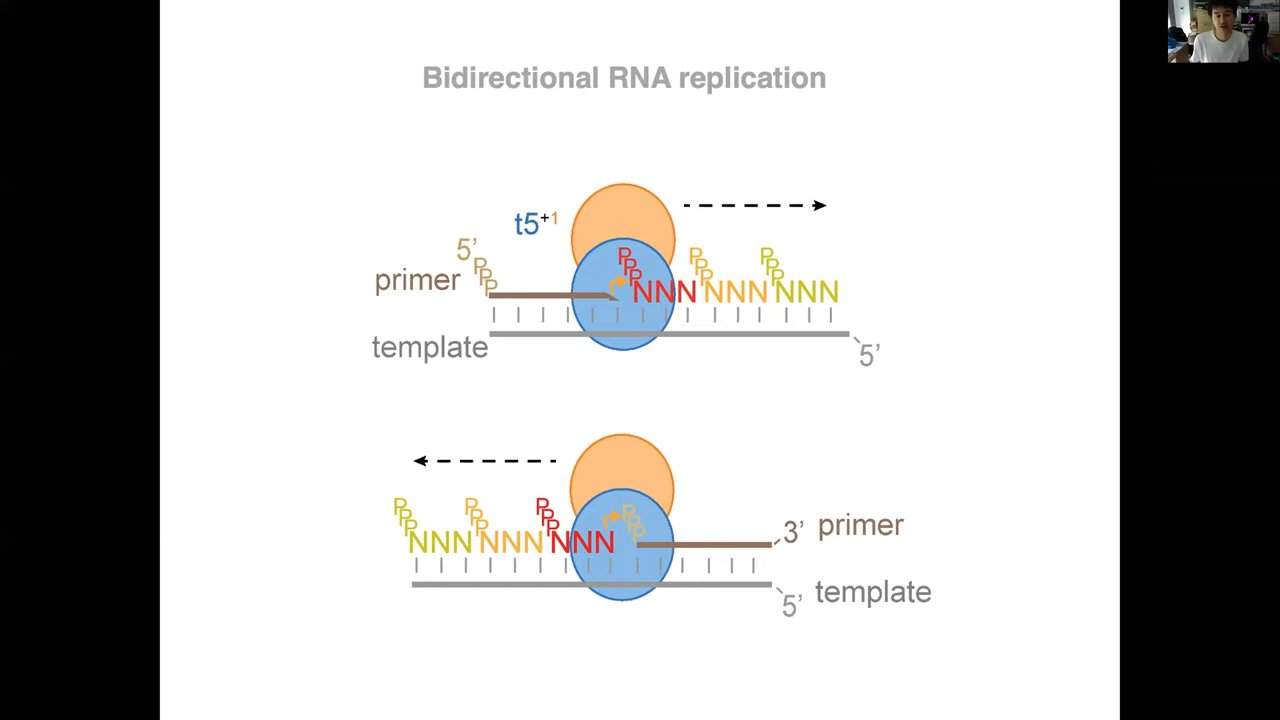 Bidirectional RNA replication
t5+1
5’
PPP
primer
PPP NNN PPP NNN PPP NNN
template
5’
PPP NNN PPP NNN PPP NNN PPP
3’ primer
5’ template